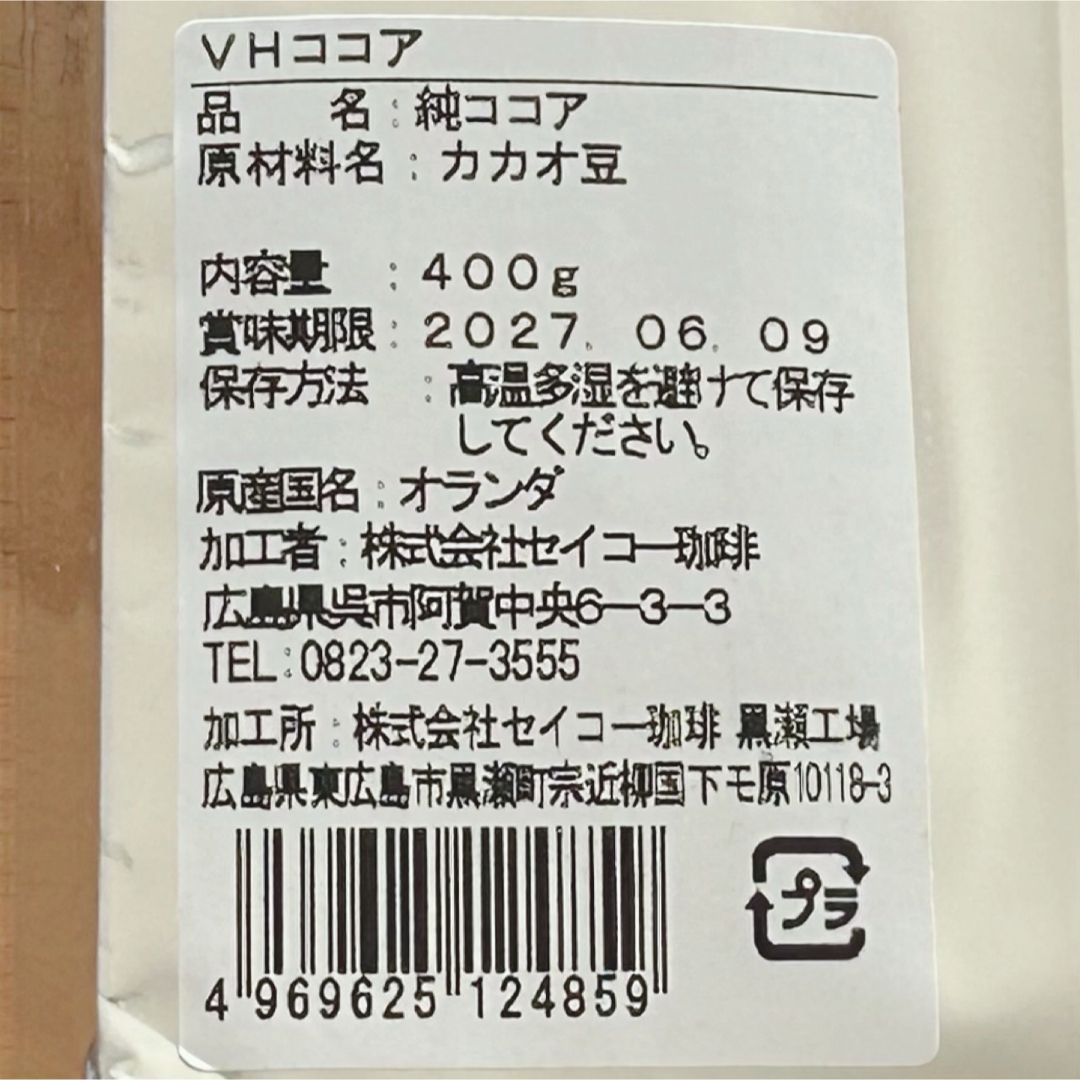 VHココア
品　　名：純ココア
原材料名：カカオ豆
内容量　：400g
賞味期限：2027. 06. 09
保存方法　：高温多湿を避けて保存
してください。
原産国名：オランダ
加工者：株式会社セイコー珈琲
広島県呉市阿賀中央6-3-3
TEL：0823-27-3555
加工所：株式会社セイコー珈琲 黒瀬工場
広島県東広島市黒瀬町宗近柳国下モ原10118-3
プラ
4 969625 124859